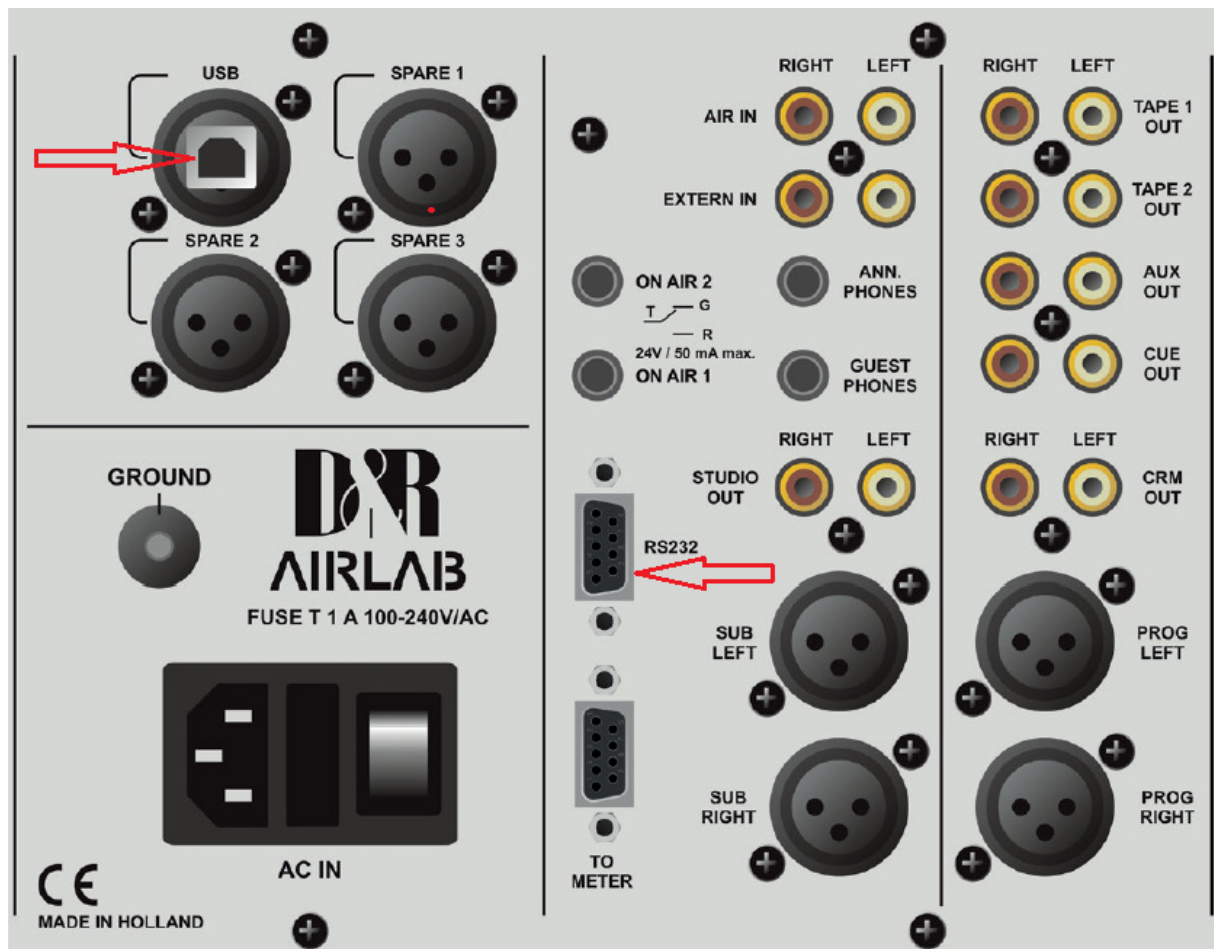 USB
SPARE 1
SPARE 2
SPARE 3
GROUND
D&R
AIRLAB
FUSE T 1 A 100-240V/AC
AC IN
CE
MADE IN HOLLAND
RIGHT LEFT
AIR IN
EXTERN IN
ON AIR 2
T G
R
24V / 50 mA max.
ON AIR 1
ANN.
PHONES
GUEST
PHONES
RIGHT LEFT
STUDIO
OUT
RS232
SUB
LEFT
SUB
RIGHT
TO
METER
RIGHT LEFT
TAPE 1
OUT
TAPE 2
OUT
AUX
OUT
CUE
OUT
RIGHT LEFT
CRM
OUT
PROG
LEFT
PROG
RIGHT